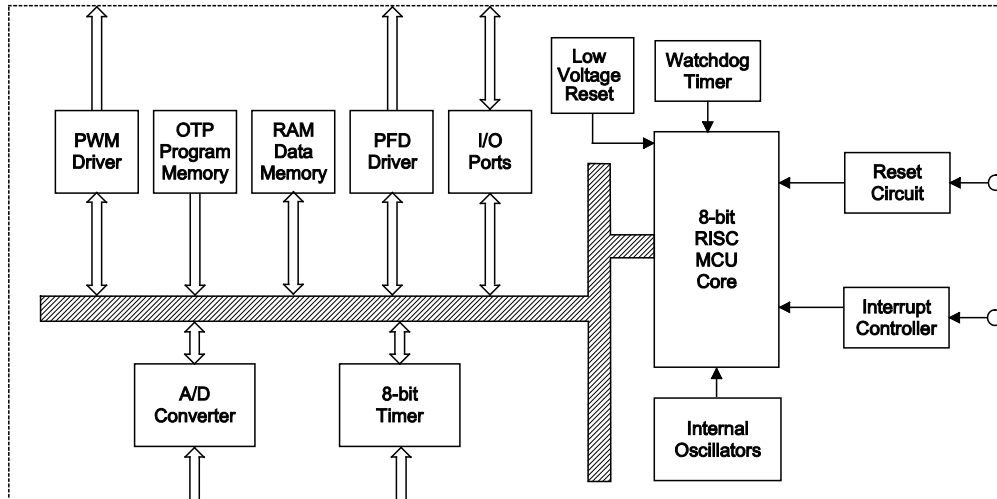 Low
Voltage
Reset
Watchdog
Timer
PWM
Driver
OTP
Program
Memory
RAM
Data
Memory
PFD
Driver
I/O
Ports
8-bit
RISC
MCU
Core
Reset
Circuit
Interrupt
Controller
A/D
Converter
8-bit
Timer
Internal
Oscillators